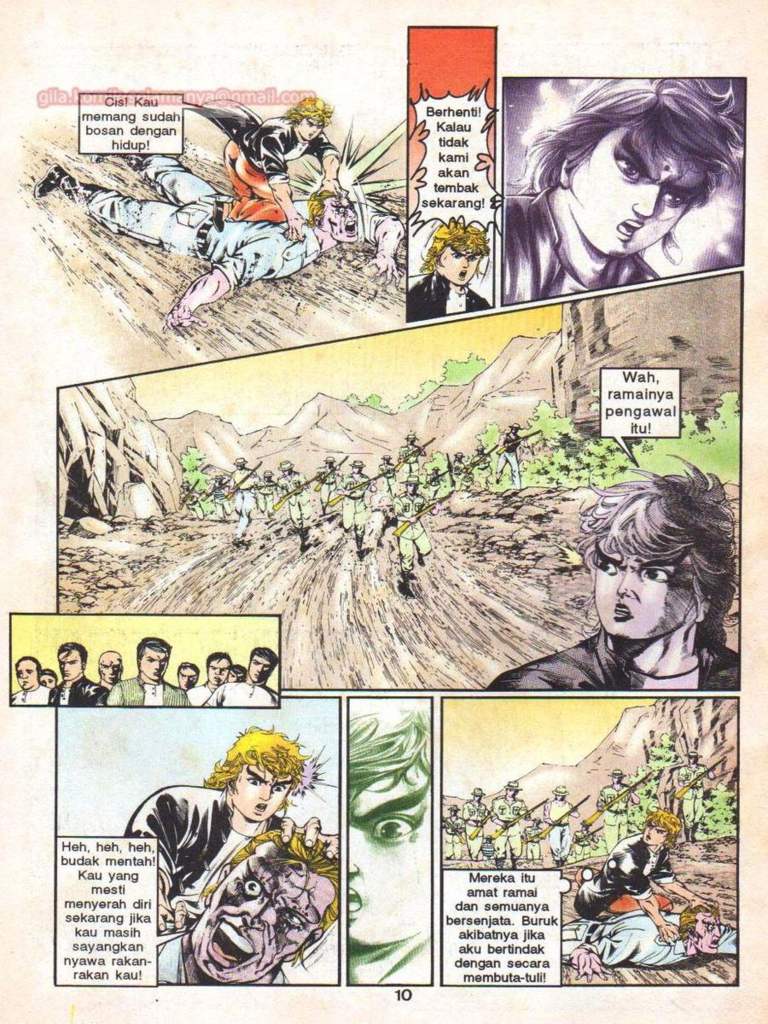 Cis! Kau
memang sudah
bosan dengan
hidup!
Berhenti!
Kalau
tidak
kami
akan
tembak
sekarang!
Wah,
ramainya
pengawal
itu!
Heh, heh, heh,
budak mentah!
Kau yang
mesti
menyerah diri
sekarang jika
kau masih
sayangkan
nyawa rakan-
rakan kau!
Mereka itu
amat ramai
dan semuanya
bersenjata. Buruk
akibatnya jika
aku bertindak
dengan secara
membuta-tuli!
10